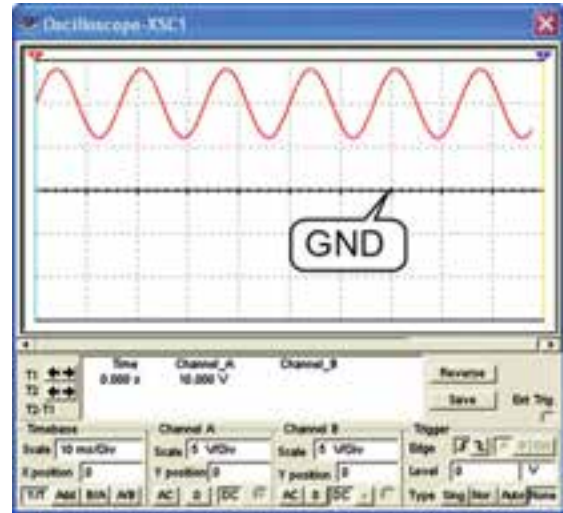 Oscilloscope-XSC1
1
2
GND
Time Channel_A Channel_B
T1 0.000 s 10.000 V
T2
T2-T1
Reverse
Save Ext Trig
Timebase Channel A Channel B Trigger
Scale 10 ms/Div Scale 5 V/Div Scale 5 V/Div Edge
X position 0 Y position 0 Y position 0 Level 0 V
Y/T Add B/A A/B AC 0 DC AC 0 DC - Type Sing Nor Auto None